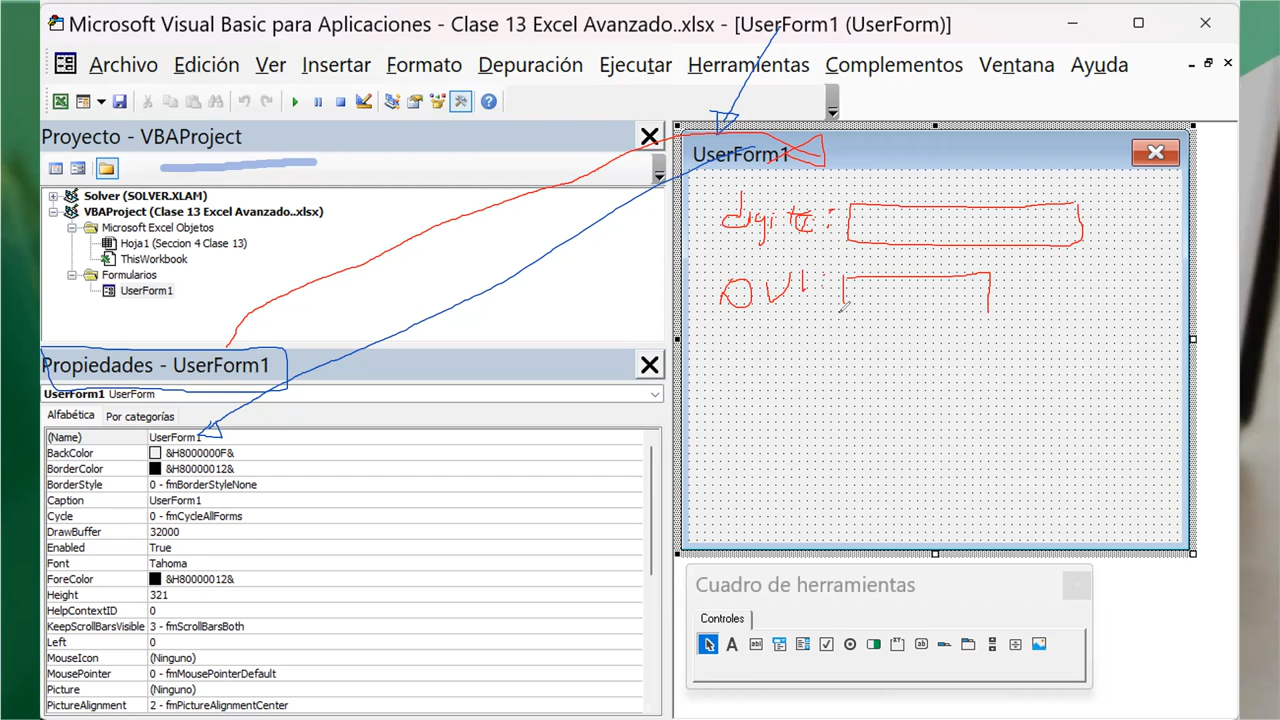 Microsoft Visual Basic para Aplicaciones - Clase 13 Excel Avanzado..xlsx - [UserForm1 (UserForm)]
Archivo Edición Ver Insertar Formato Depuración Ejecutar Herramientas Complementos Ventana Ayuda
Proyecto - VBAProject
Solver (SOLVER.XLAM)
VBAProject (Clase 13 Excel Avanzado..xlsx)
Microsoft Excel Objetos
Hoja1 (Seccion 4 Clase 13)
ThisWorkbook
Formularios
UserForm1
Propiedades - UserForm1
UserForm1 UserForm
Alfabética Por categorías
(Name) UserForm1
BackColor &H8000000F&
BorderColor &H80000012&
BorderStyle 0 - fmBorderStyleNone
Caption UserForm1
Cycle 0 - fmCycleAllForms
DrawBuffer 32000
Enabled True
Font Tahoma
ForeColor &H80000012&
Height 321
HelpContextID 0
KeepScrollBarsVisible 3 - fmScrollBarsBoth
Left 0
MouseIcon (Ninguno)
MousePointer 0 - fmMousePointerDefault
Picture (Ninguno)
PictureAlignment 2 - fmPictureAlignmentCenter
UserForm1
digite:
Cuadro de herramientas
Controles